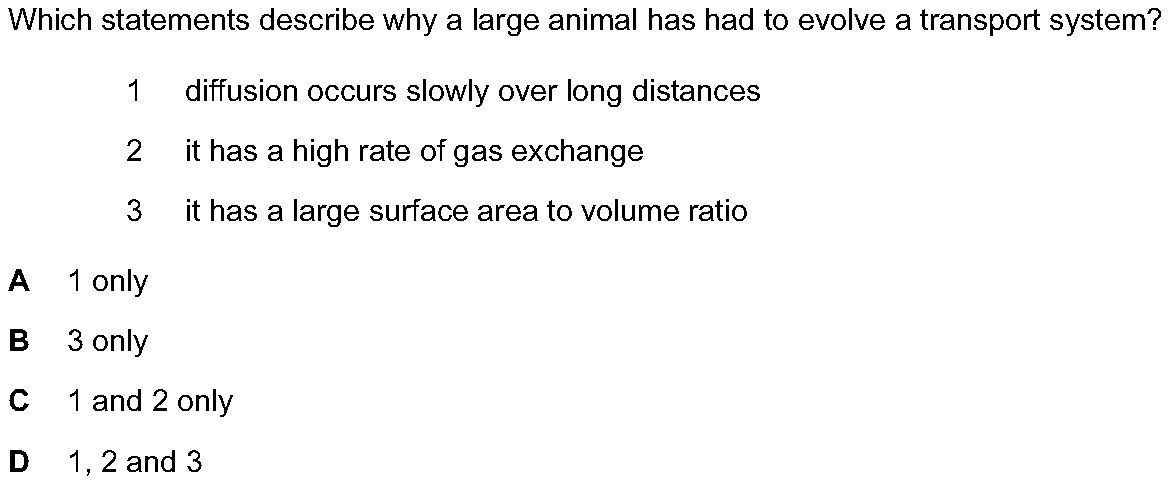 Which statements describe why a large animal has had to evolve a transport system?
1 diffusion occurs slowly over long distances
2 it has a high rate of gas exchange
3 it has a large surface area to volume ratio
A 1 only
B 3 only
C 1 and 2 only
D 1, 2 and 3